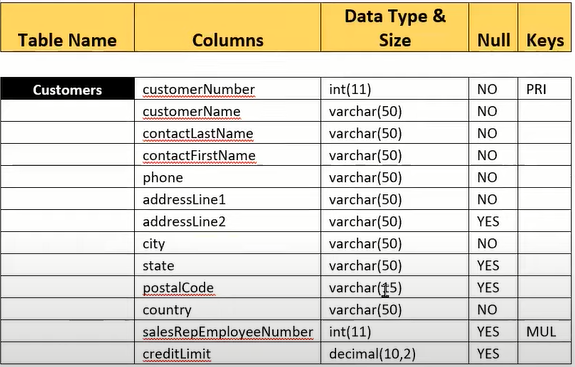 Table Name Columns Data Type & Size Null Keys
Customers customerNumber int(11) NO PRI
customerName varchar(50) NO
contactLastName varchar(50) NO
contactFirstName varchar(50) NO
phone varchar(50) NO
addressLine1 varchar(50) NO
addressLine2 varchar(50) YES
city varchar(50) NO
state varchar(50) YES
postalCode varchar(15) YES
country varchar(50) NO
salesRepEmployeeNumber int(11) YES MUL
creditLimit decimal(10,2) YES